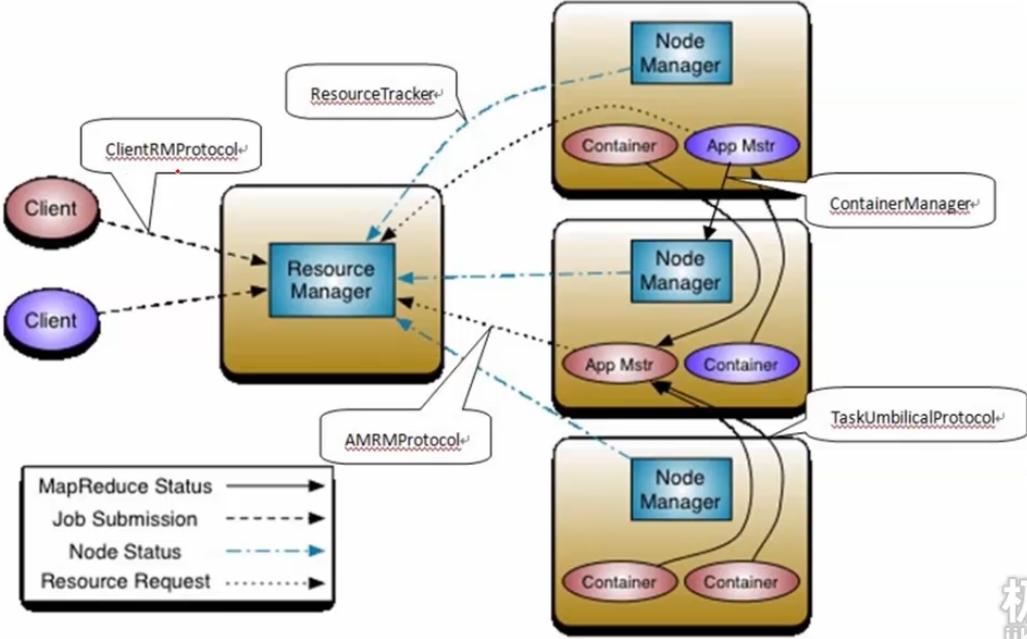 Node
Manager
ResourceTracker
Container
App Mstr
ClientRMProtocol
ContainerManager
Client
Resource
Manager
Node
Manager
Client
App Mstr
Container
AMRMProtocol
TaskUmbilicalProtocol
MapReduce Status
Job Submission
Node Status
Resource Request
Node
Manager
Container
Container